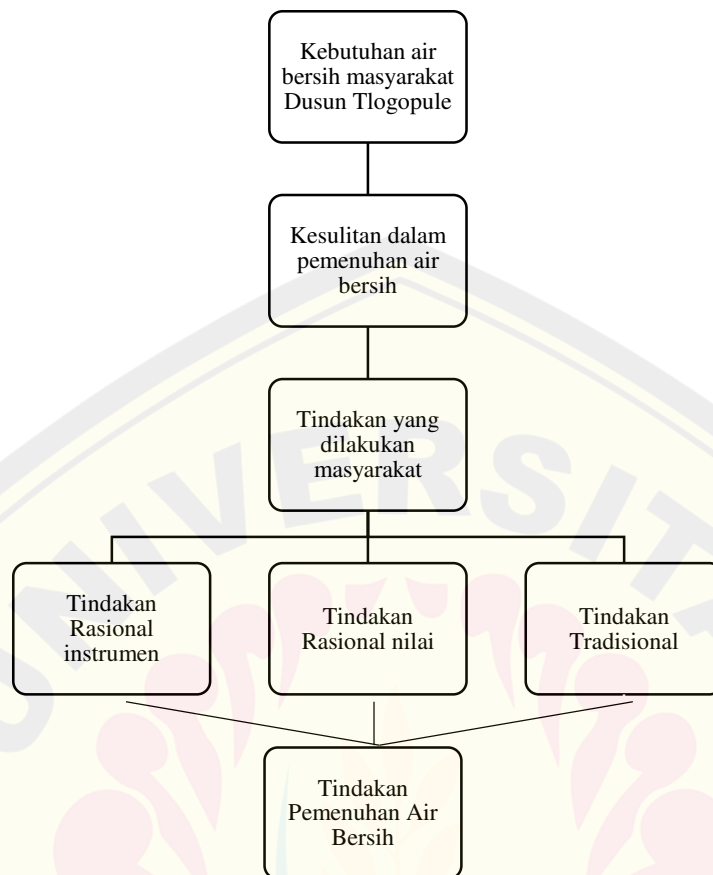 Kebutuhan air
bersih masyarakat
Dusun Tlogopule
Kesulitan dalam
pemenuhan air
bersih
Tindakan yang
dilakukan
masyarakat
UNIVERSITA
Tindakan
Rasional
instrumen
Tindakan
Rasional nilai
Tindakan
Tradisional
Tindakan
Pemenuhan Air
Bersih